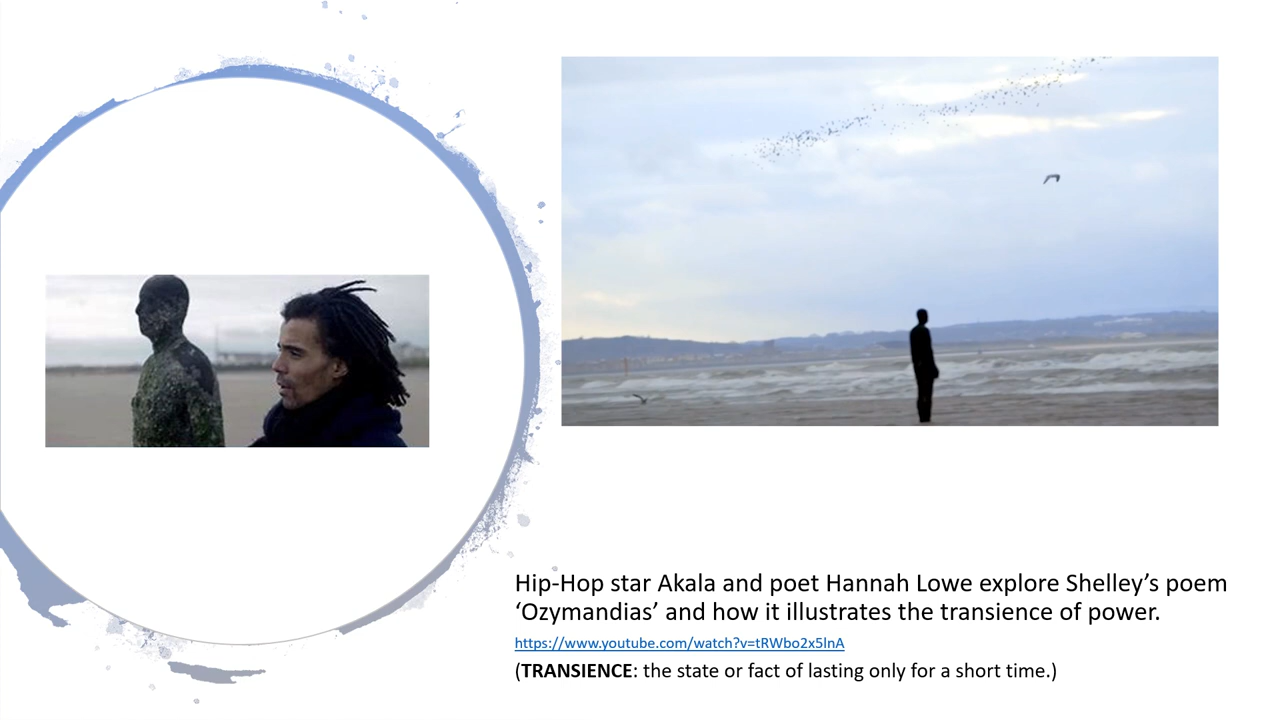 Hip-Hop star Akala and poet Hannah Lowe explore Shelley’s poem
‘Ozymandias’ and how it illustrates the transience of power.
https://www.youtube.com/watch?v=tRWbo2x5lnA
(TRANSIENCE: the state or fact of lasting only for a short time.)